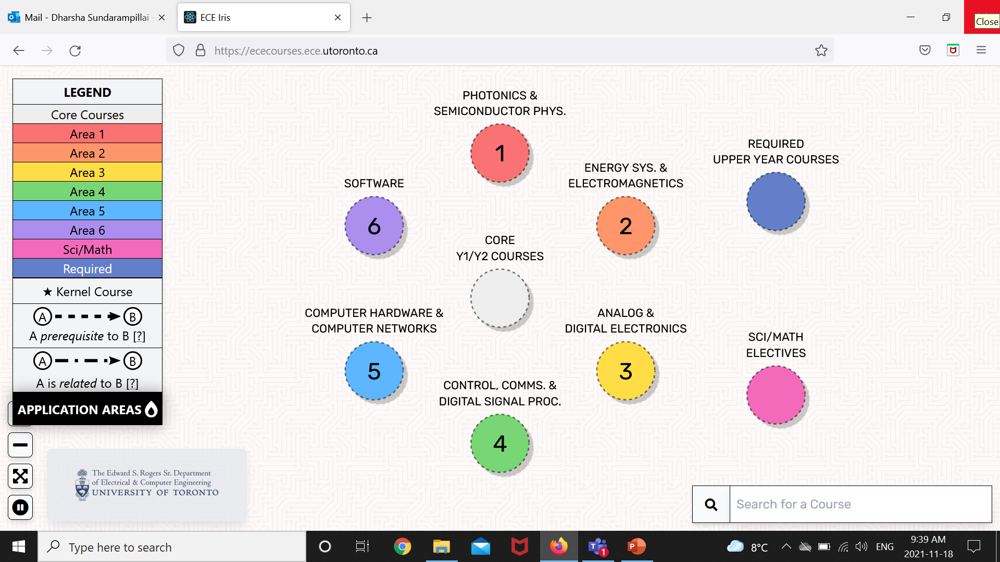 Mail - Dharsha Sundarampillai -
ECE Iris
Close
https://ececourses.ece.utoronto.ca
LEGEND
Core Courses
Area 1
Area 2
Area 3
Area 4
Area 5
Area 6
Sci/Math
Required
★ Kernel Course
A B
A prerequisite to B [?]
A B
A is related to B [?]
APPLICATION AREAS
PHOTONICS &
SEMICONDUCTOR PHYS.
1
ENERGY SYS. &
ELECTROMAGNETICS
2
REQUIRED
UPPER YEAR COURSES
SOFTWARE
6
CORE
Y1/Y2 COURSES
COMPUTER HARDWARE &
COMPUTER NETWORKS
5
ANALOG &
DIGITAL ELECTRONICS
3
SCI/MATH
ELECTIVES
CONTROL, COMMS. &
DIGITAL SIGNAL PROC.
4
The Edward S. Rogers Sr. Department
of Electrical & Computer Engineering
UNIVERSITY OF TORONTO
Search for a Course
Type here to search
T 1
P
8°C
ENG
9:39 AM
2021-11-18